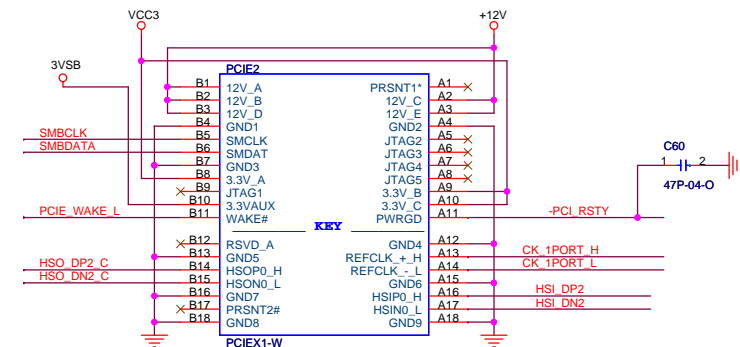 VCC3 +12V
3VSB
PCIE2
B1 12V_A PRSNT1* A1
B2 12V_B 12V_C A2
B3 12V_D 12V_E A3
B4 GND1 GND2 A4
SMBCLK B5 SMCLK JTAG2 A5
SMBDATA B6 SMDAT JTAG3 A6
B7 GND3 JTAG4 A7
B8 3.3V_A JTAG5 A8
B9 JTAG1 3.3V_B A9
B10 3.3VAUX 3.3V_C A10
PCIE_WAKE_L B11 WAKE# PWRGD A11 -PCI_RSTY
C60
1 2
47P-04-O
KEY
B12 RSVD_A GND4 A12
B13 GND5 REFCLK_+_H A13 CK_1PORT_H
HSO_DP2_C B14 HSOP0_H REFCLK_-_L A14 CK_1PORT_L
HSO_DN2_C B15 HSON0_L GND6 A15
B16 GND7 HSIP0_H A16 HSI_DP2
B17 PRSNT2# HSIN0_L A17 HSI_DN2
B18 GND8 GND9 A18
PCIEX1-W